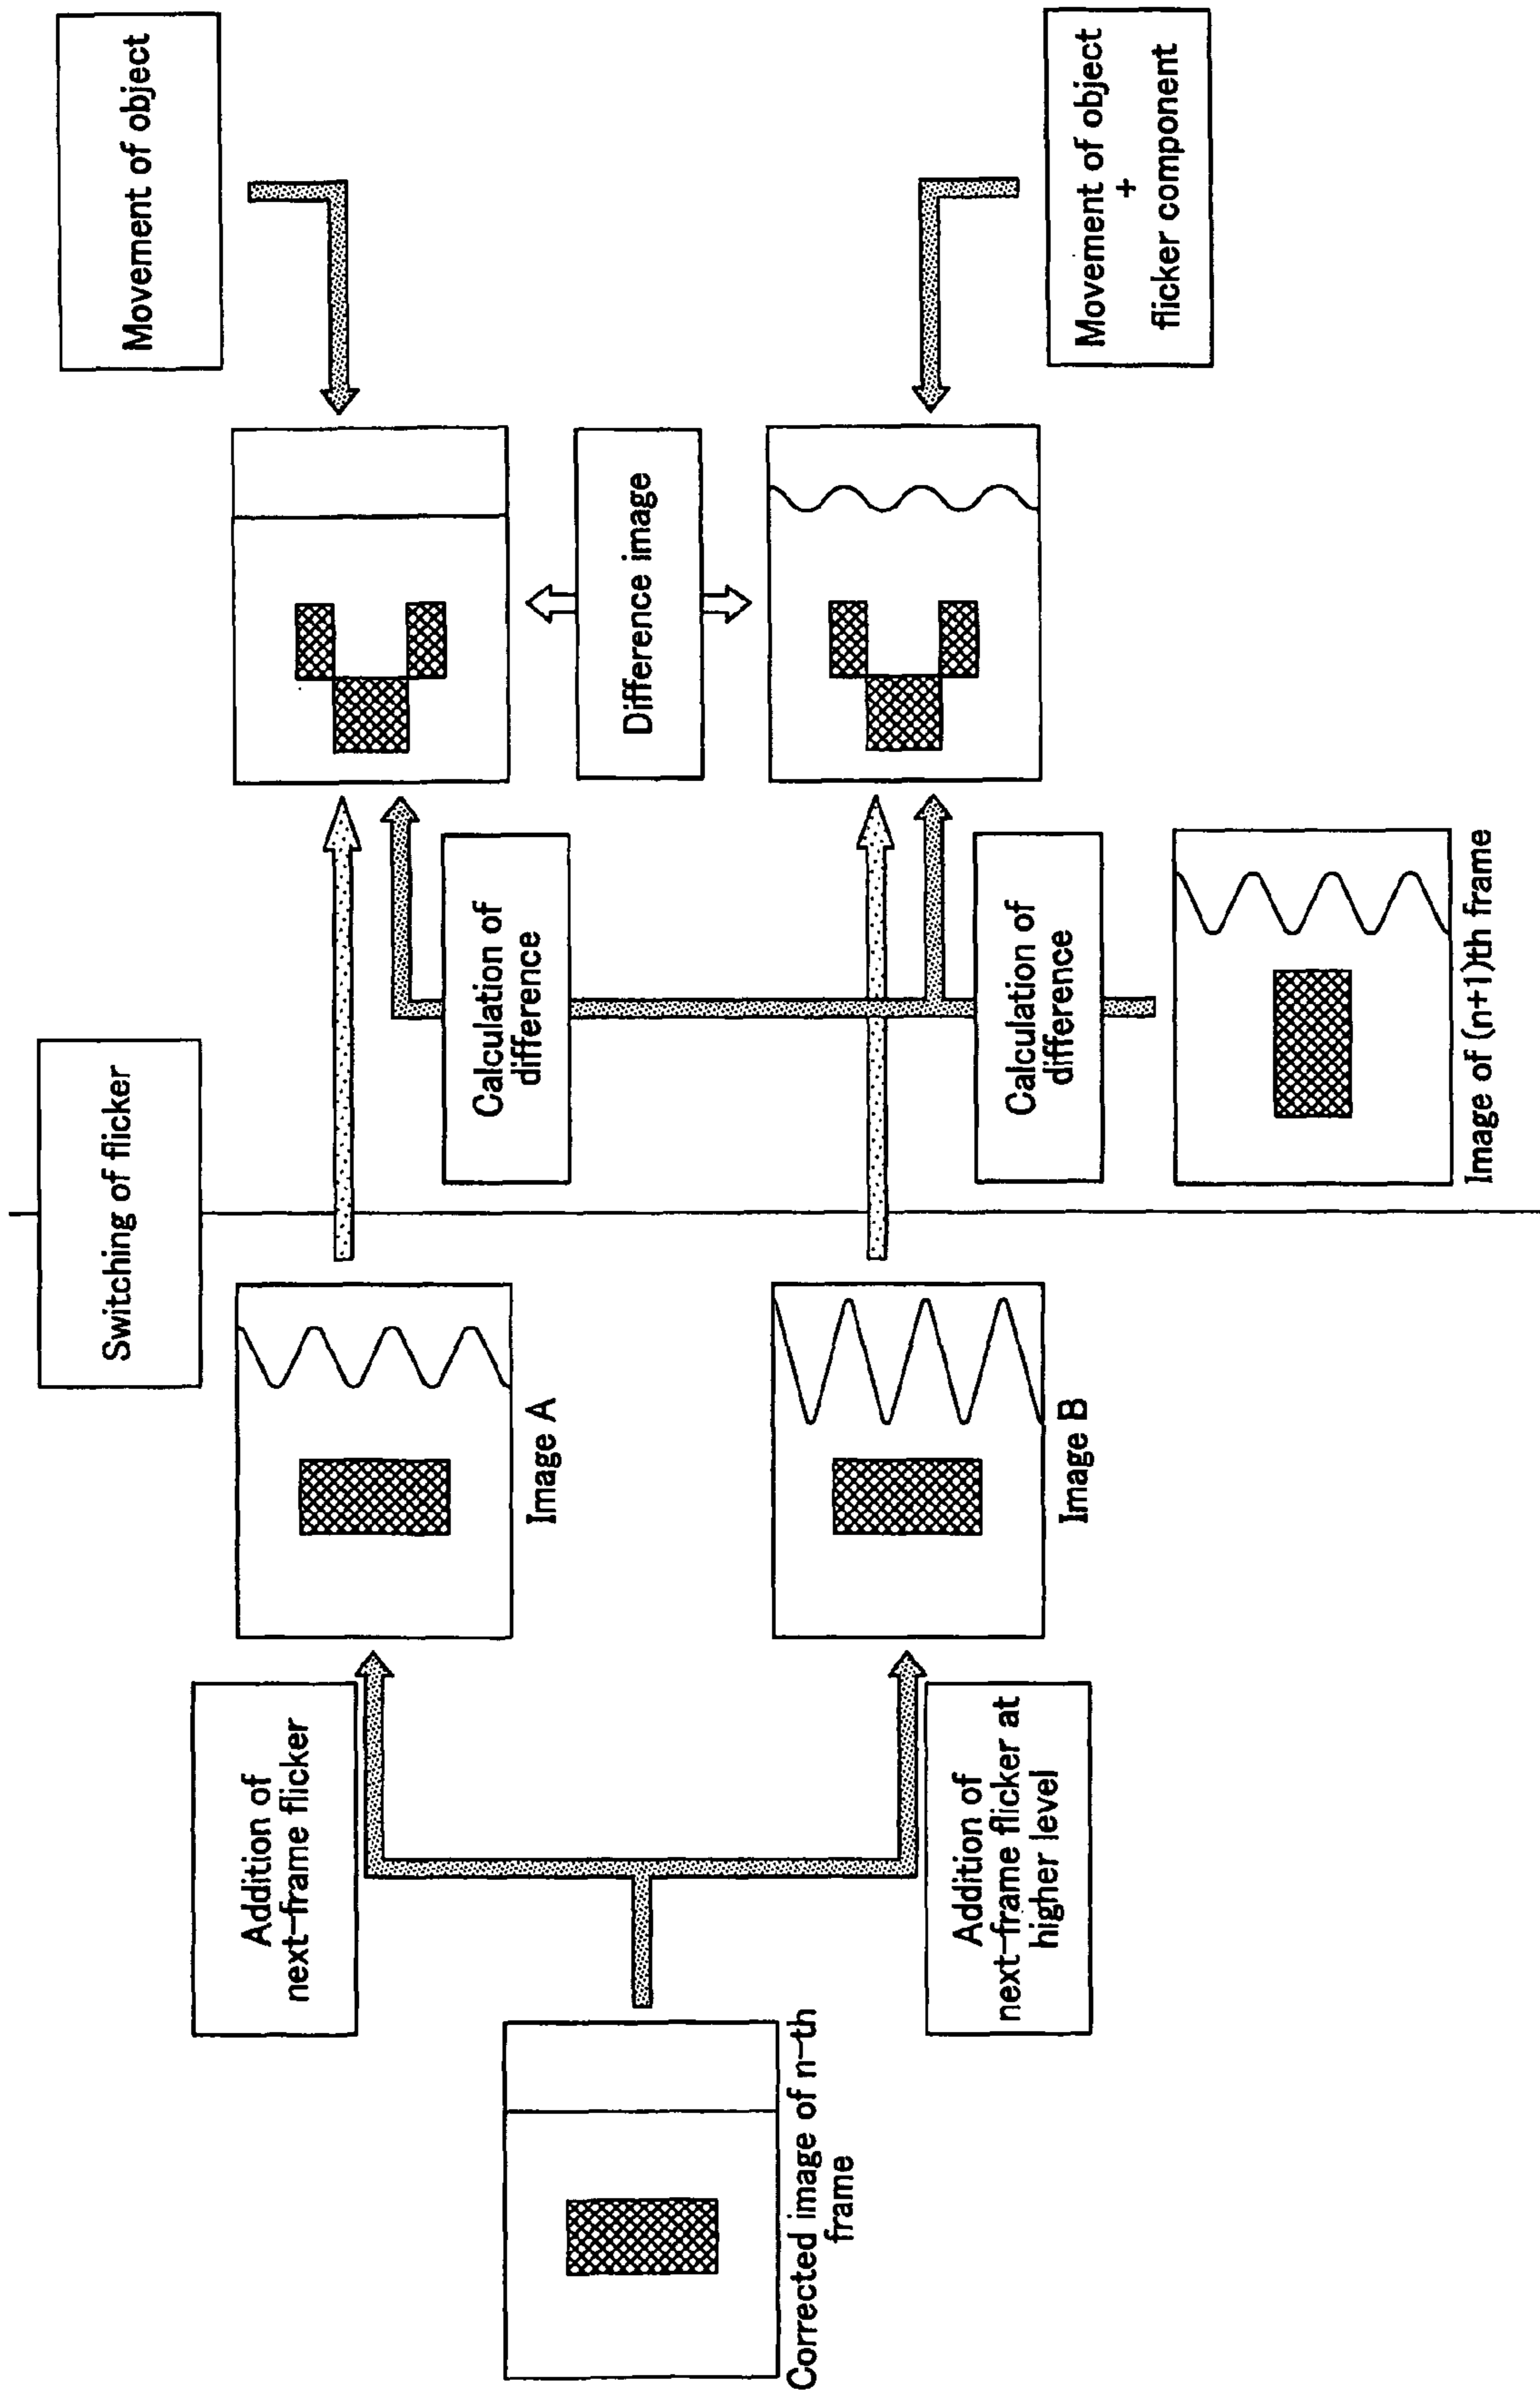 Corrected image of n-th
frame
Addition of
next-frame flicker
Addition of
next-frame flicker at
higher level
Image A
Image B
Switching of flicker
Calculation of
difference
Calculation of
difference
Image of (n+1)th frame
Difference image
Movement of object
Movement of object
+
flicker component